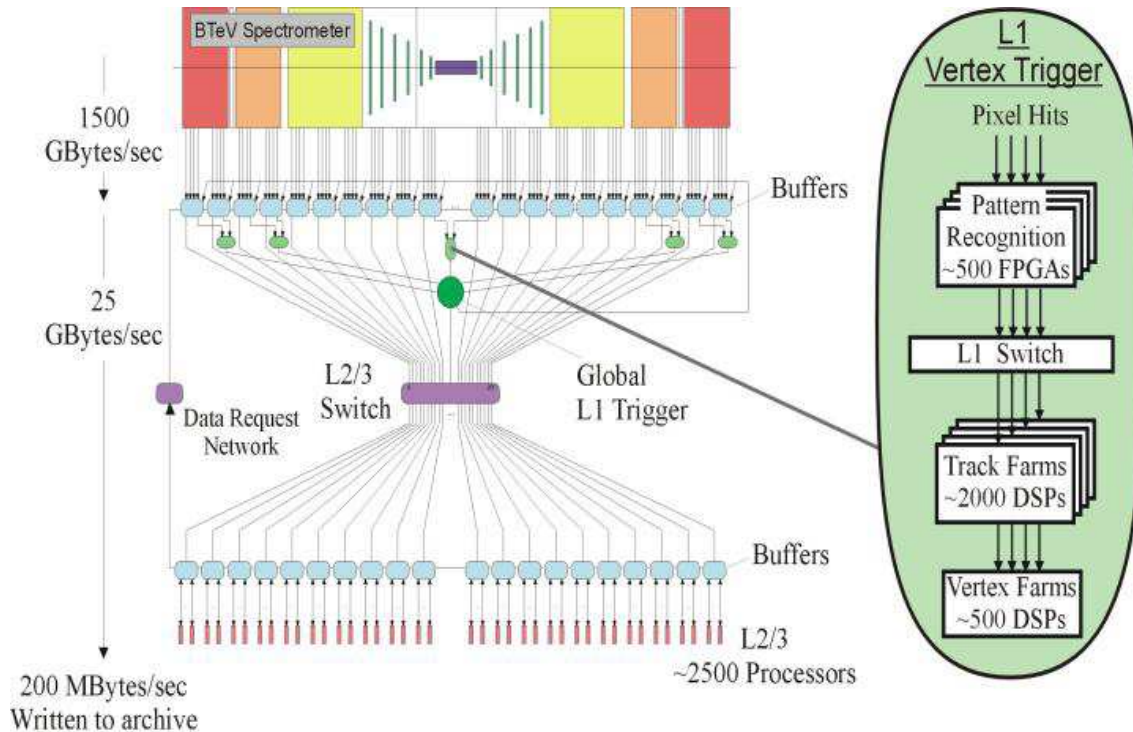 BTeV Spectrometer
1500
GBytes/sec
Buffers
25
GBytes/sec
L2/3
Switch
Global
L1 Trigger
Data Request
Network
Buffers
L2/3
~2500 Processors
200 MBytes/sec
Written to archive
L1
Vertex Trigger
Pixel Hits
Pattern
Recognition
~500 FPGAs
L1 Switch
Track Farms
~2000 DSPs
Vertex Farms
~500 DSPs